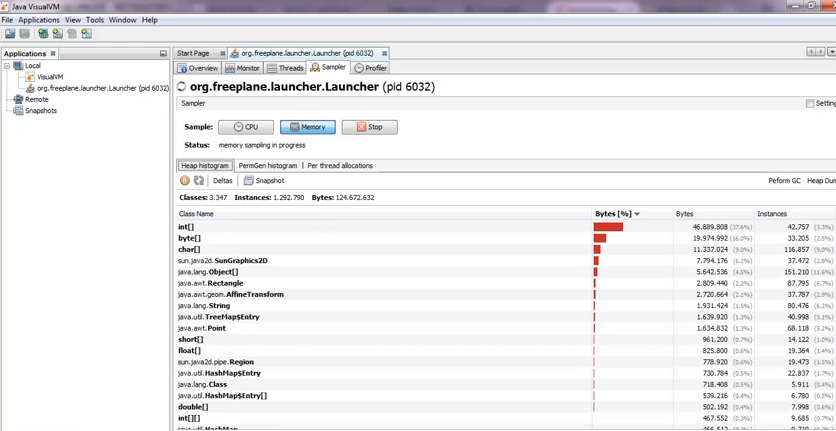 Java VisualVM
File Applications View Tools Window Help
Applications
Start Page org.freeplane.launcher.Launcher (pid 6032)
Local
VisualVM
org.freeplane.launcher.Launcher (pid 6032)
Remote
Snapshots
Overview Monitor Threads Sampler Profiler
org.freeplane.launcher.Launcher (pid 6032)
Sampler Setting
Sample: CPU Memory Stop
Status: memory sampling in progress
Heap histogram PermGen histogram Per thread allocations
Deltas Snapshot Peform GC Heap Dum
Classes: 3.347 Instances: 1.292.790 Bytes: 124.672.632
Class Name Bytes [%] Bytes Instances
int[] 46.889.808 (37.6%) 42.757 (3.3%)
byte[] 19.974.992 (16.0%) 33.205 (2.5%)
char[] 11.337.024 (9.0%) 116.857 (9.0%)
sun.java2d.SunGraphics2D 7.794.176 (6.2%) 37.472 (2.8%)
java.lang.Object[] 5.642.536 (4.5%) 151.210 (11.6%)
java.awt.Rectangle 2.809.440 (2.2%) 87.795 (6.7%)
java.awt.geom.AffineTransform 2.720.664 (2.1%) 37.787 (2.9%)
java.lang.String 1.931.424 (1.5%) 80.476 (6.2%)
java.util.TreeMap$Entry 1.639.920 (1.3%) 40.998 (3.1%)
java.awt.Point 1.634.832 (1.3%) 68.118 (5.2%)
short[] 961.200 (0.7%) 14.122 (1.0%)
float[] 825.800 (0.6%) 19.364 (1.4%)
sun.java2d.pipe.Region 778.920 (0.6%) 19.473 (1.5%)
java.util.HashMap$Entry 730.784 (0.5%) 22.837 (1.7%)
java.lang.Class 718.408 (0.5%) 5.911 (0.4%)
java.util.HashMap$Entry[] 539.216 (0.4%) 6.780 (0.5%)
double[] 502.192 (0.4%) 7.998 (0.6%)
int[][] 467.552 (0.3%) 9.685 (0.7%)
java.util.HashMap